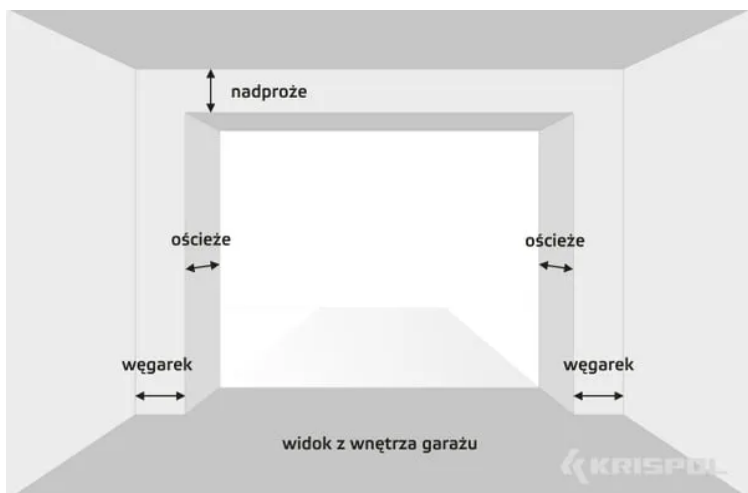 nadproże
ościeże
ościeże
węgarek
węgarek
widok z wnętrza garażu
KRISPOL